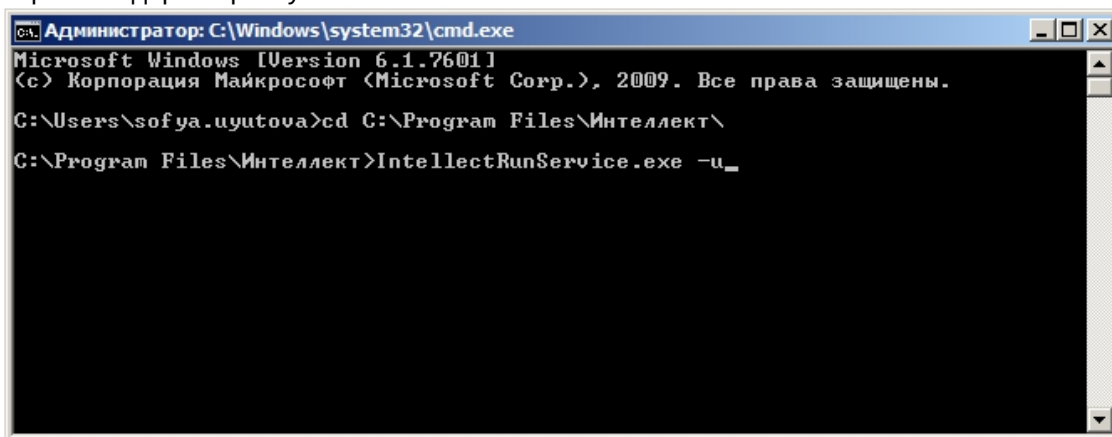 Администратор: C:\Windows\system32\cmd.exe
Microsoft Windows [Version 6.1.7601]
(c) Корпорация Майкрософт (Microsoft Corp.), 2009. Все права защищены.
C:\Users\sofya.uyutova>cd C:\Program Files\Интеллект\
C:\Program Files\Интеллект>IntellectRunService.exe -u_